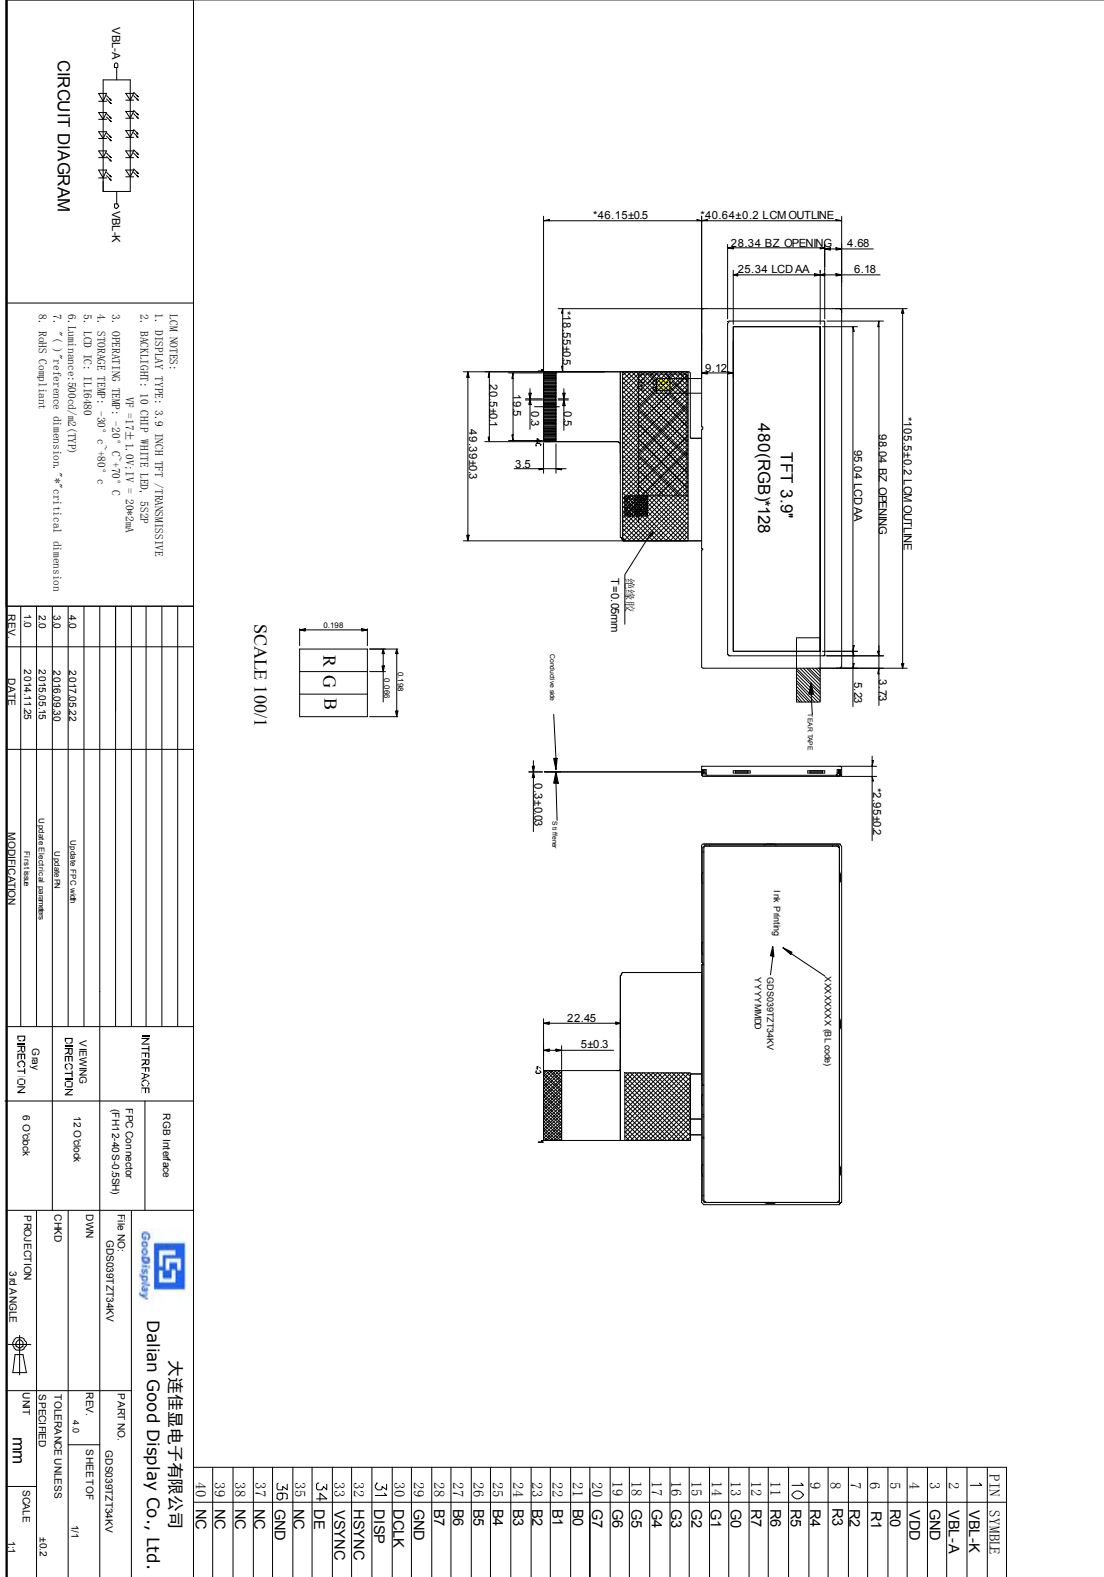 PIN SYMBLE
1 VBL-K
2 VBL-A
3 GND
4 VDD
5 R0
6 R1
7 R2
8 R3
9 R4
10 R5
11 R6
12 R7
13 G0
14 G1
15 G2
16 G3
17 G4
18 G5
19 G6
20 G7
21 B0
22 B1
23 B2
24 B3
25 B4
26 B5
27 B6
28 B7
29 GND
30 DCLK
31 DISP
32 HSYNC
33 VSYNC
34 DE
35 NC
36 GND
37 NC
38 NC
39 NC
40 NC
*105.5±0.2 LCM OUTLINE
98.04 BZ OPENING
95.04 LCD AA
3.73
5.23
*40.64±0.2 LCM OUTLINE
28.34 BZ OPENING
4.68
25.34 LCD AA
6.18
*46.15±0.5
TFT 3.9"
480(RGB)*128
9.12
*18.55±0.5
0.5
0.3
19.5
20.5±0.1
3.5
49.39±0.3
绝缘胶
T=0.05mm
TEAR TAPE
*2.95±0.2
Conductive side
Stiffener
0.3±0.03
XXXXXXXX (BL code)
Ink Printing
GDS039TZT34KV
YYYYMMDD
22.45
5±0.3
0.198
0.198
0.066
R G B
SCALE 100/1
VBL-A
VBL-K
CIRCUIT DIAGRAM
LCM NOTES:
1. DISPLAY TYPE: 3.9 INCH TFT /TRANSMISSIVE
2. BACKLIGHT: 10 CHIP WHITE LED, 5S2P
VF =17± 1.0V;IV = 20*2mA
3. OPERATING TEMP: -20° C~+70° C
4. STORAGE TEMP: -30° c~+80° c
5. LCD IC: ILI6480
6.Luminance:500cd/m2(TYP)
7. "( )"reference dimension, "*"critical dimension
8. RoHS Compliant
4.0 2017.05.22 Update FPC with
3.0 2016.09.30 Update PN
2.0 2015.05.15 Update Electrical parameters
1.0 2014.11.25 First issue
REV. DATE MODIFICATION
INTERFACE
RGB Interface
FPC Connector
(FH12-40S-0.5SH)
VIEWING
DIRECTION
12 O'clock
Gray
DIRECTION
6 O'clock
GooDisplay
大连佳显电子有限公司
Dalian Good Display Co., Ltd.
File NO:
GDS039TZT34KV
PART NO.
GDS039TZT34KV
DWN
REV.
4.0
SHEET OF
1/1
CHKD
TOLERANCE UNLESS
SPECIFIED
±0.2
PROJECTION
3rd ANGLE
UNIT
mm
SCALE
1:1